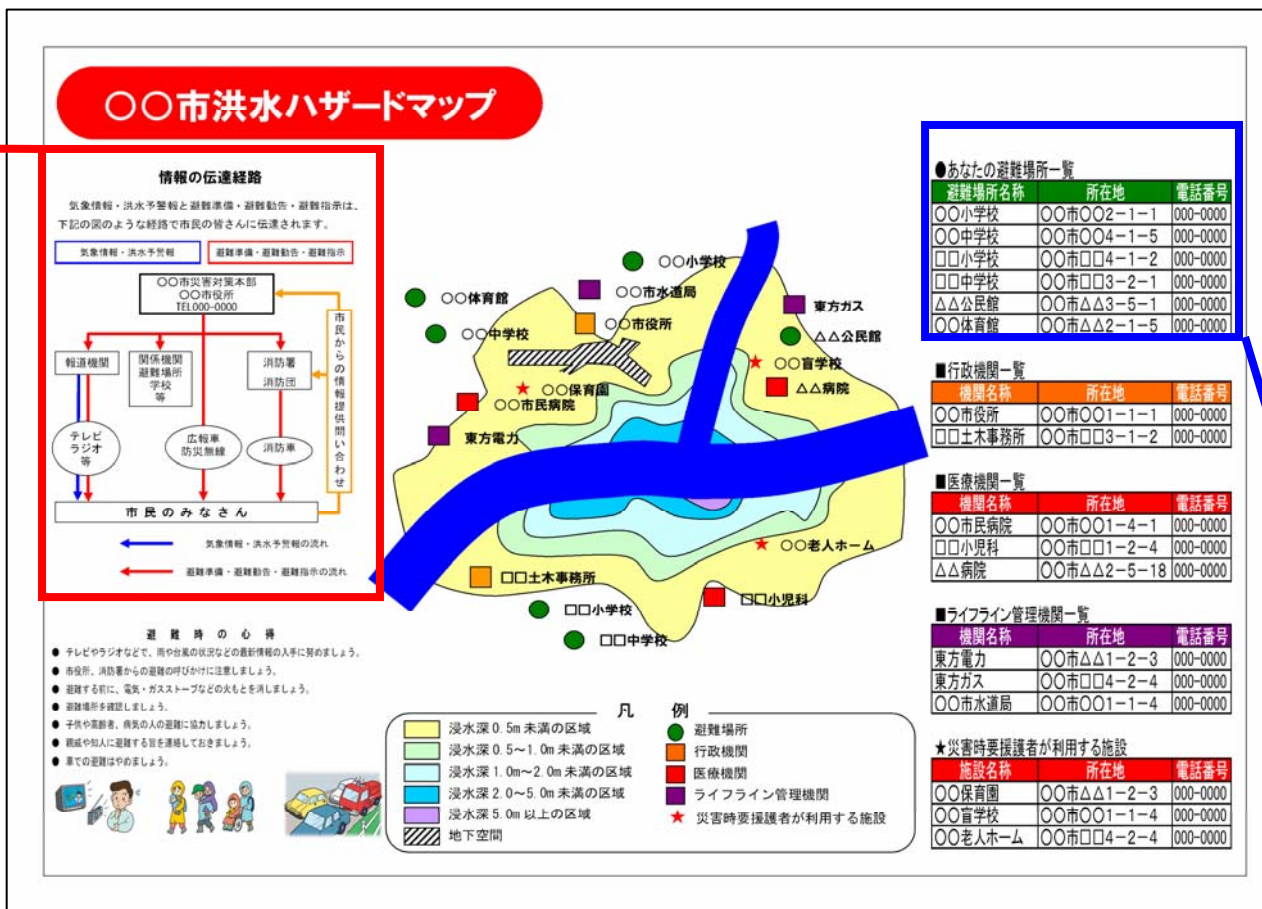 ○○市洪水ハザードマップ
情報の伝達経路
気象情報・洪水予警報と避難準備・避難勧告・避難指示は、
下記の図のような経路で市民の皆さんに伝達されます。
気象情報・洪水予警報
避難準備・避難勧告・避難指示
○○市災害対策本部
○○市役所
TEL000-0000
市民からの情報提供問い合わせ
報道機関
関係機関
避難場所
学校
等
消防署
消防団
テレビ
ラジオ
等
広報車
防災無線
消防車
市民のみなさん
気象情報・洪水予警報の流れ
避難準備・避難勧告・避難指示の流れ
避難時の心得
● テレビやラジオなどで、雨や台風の状況などの最新情報の入手に努めましょう。
● 市役所、消防署からの避難の呼びかけに注意しましょう。
● 避難する前に、電気・ガスストーブなどの火もとを消しましょう。
● 避難場所を確認しましょう。
● 子供や高齢者、病気の人の避難に協力しましょう。
● 親戚や知人に避難する旨を連絡しておきましょう。
● 車での避難はやめましょう。
○○小学校
○○体育館
○○市水道局
東方ガス
○○中学校
○○市役所
△△公民館
○○盲学校
○○保育園
△△病院
○○市民病院
東方電力
○○老人ホーム
□□土木事務所
□□小児科
□□小学校
□□中学校
凡 例
浸水深0.5m未満の区域
浸水深0.5～1.0m未満の区域
浸水深1.0m～2.0m未満の区域
浸水深2.0～5.0m未満の区域
浸水深5.0m以上の区域
地下空間
避難場所
行政機関
医療機関
ライフライン管理機関
災害時要援護者が利用する施設
●あなたの避難場所一覧
避難場所名称 所在地 電話番号
○○小学校 ○○市○○2-1-1 000-0000
○○中学校 ○○市○○4-1-5 000-0000
□□小学校 ○○市□□4-1-2 000-0000
□□中学校 ○○市□□3-2-1 000-0000
△△公民館 ○○市△△3-5-1 000-0000
○○体育館 ○○市△△2-1-5 000-0000
■行政機関一覧
機関名称 所在地 電話番号
○○市役所 ○○市○○1-1-1 000-0000
□□土木事務所 ○○市□□3-1-2 000-0000
■医療機関一覧
機関名称 所在地 電話番号
○○市民病院 ○○市○○1-4-1 000-0000
□□小児科 ○○市□□1-2-4 000-0000
△△病院 ○○市△△2-5-18 000-0000
■ライフライン管理機関一覧
機関名称 所在地 電話番号
東方電力 ○○市△△1-2-3 000-0000
東方ガス ○○市□□4-2-4 000-0000
○○市水道局 ○○市○○1-1-4 000-0000
★災害時要援護者が利用する施設
施設名称 所在地 電話番号
○○保育園 ○○市△△1-2-3 000-0000
○○盲学校 ○○市○○1-1-4 000-0000
○○老人ホーム ○○市□□4-2-4 000-0000